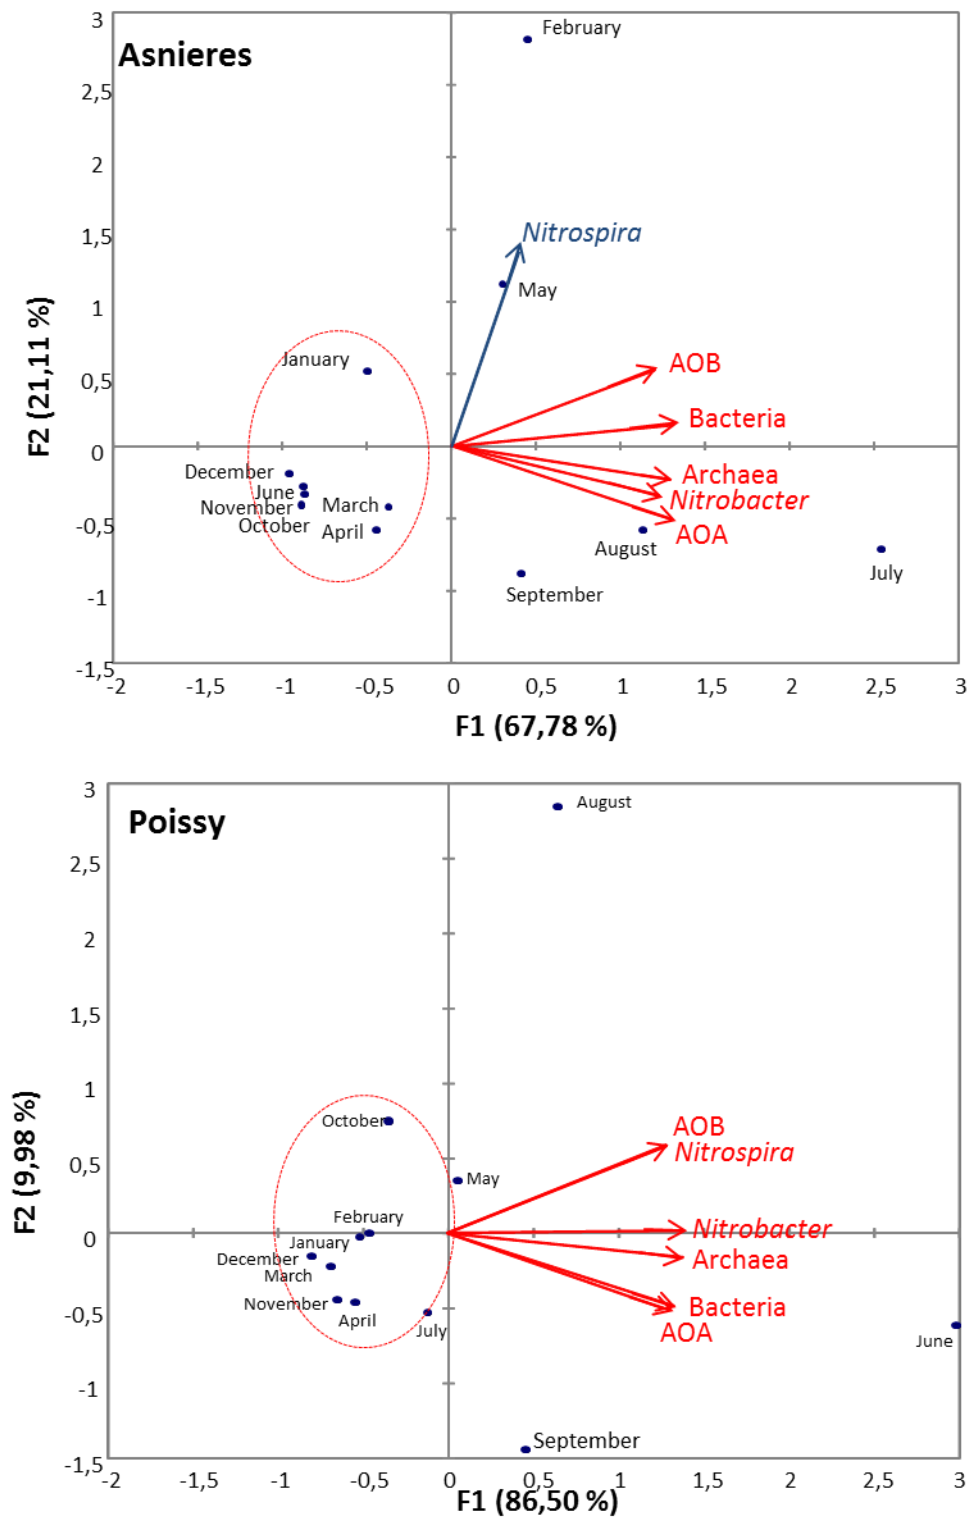 Asnieres
3
2,5
2
1,5
1
0,5
0
-0,5
-1
-1,5
F2 (21,11 %)
February
Nitrospira
May
January
AOB
Bacteria
December
Archaea
June
Nitrobacter
November
March
October
April
AOA
August
July
September
-2
-1,5
-1
-0,5
0
0,5
1
1,5
2
2,5
3
F1 (67,78 %)
Poissy
3
2,5
2
1,5
1
0,5
0
-0,5
-1
-1,5
F2 (9,98 %)
August
October
AOB
Nitrospira
May
February
January
Nitrobacter
December
Archaea
March
November
Bacteria
April
July
AOA
June
September
-2
-1,5
-1
-0,5
0
0,5
1
1,5
2
2,5
3
F1 (86,50 %)